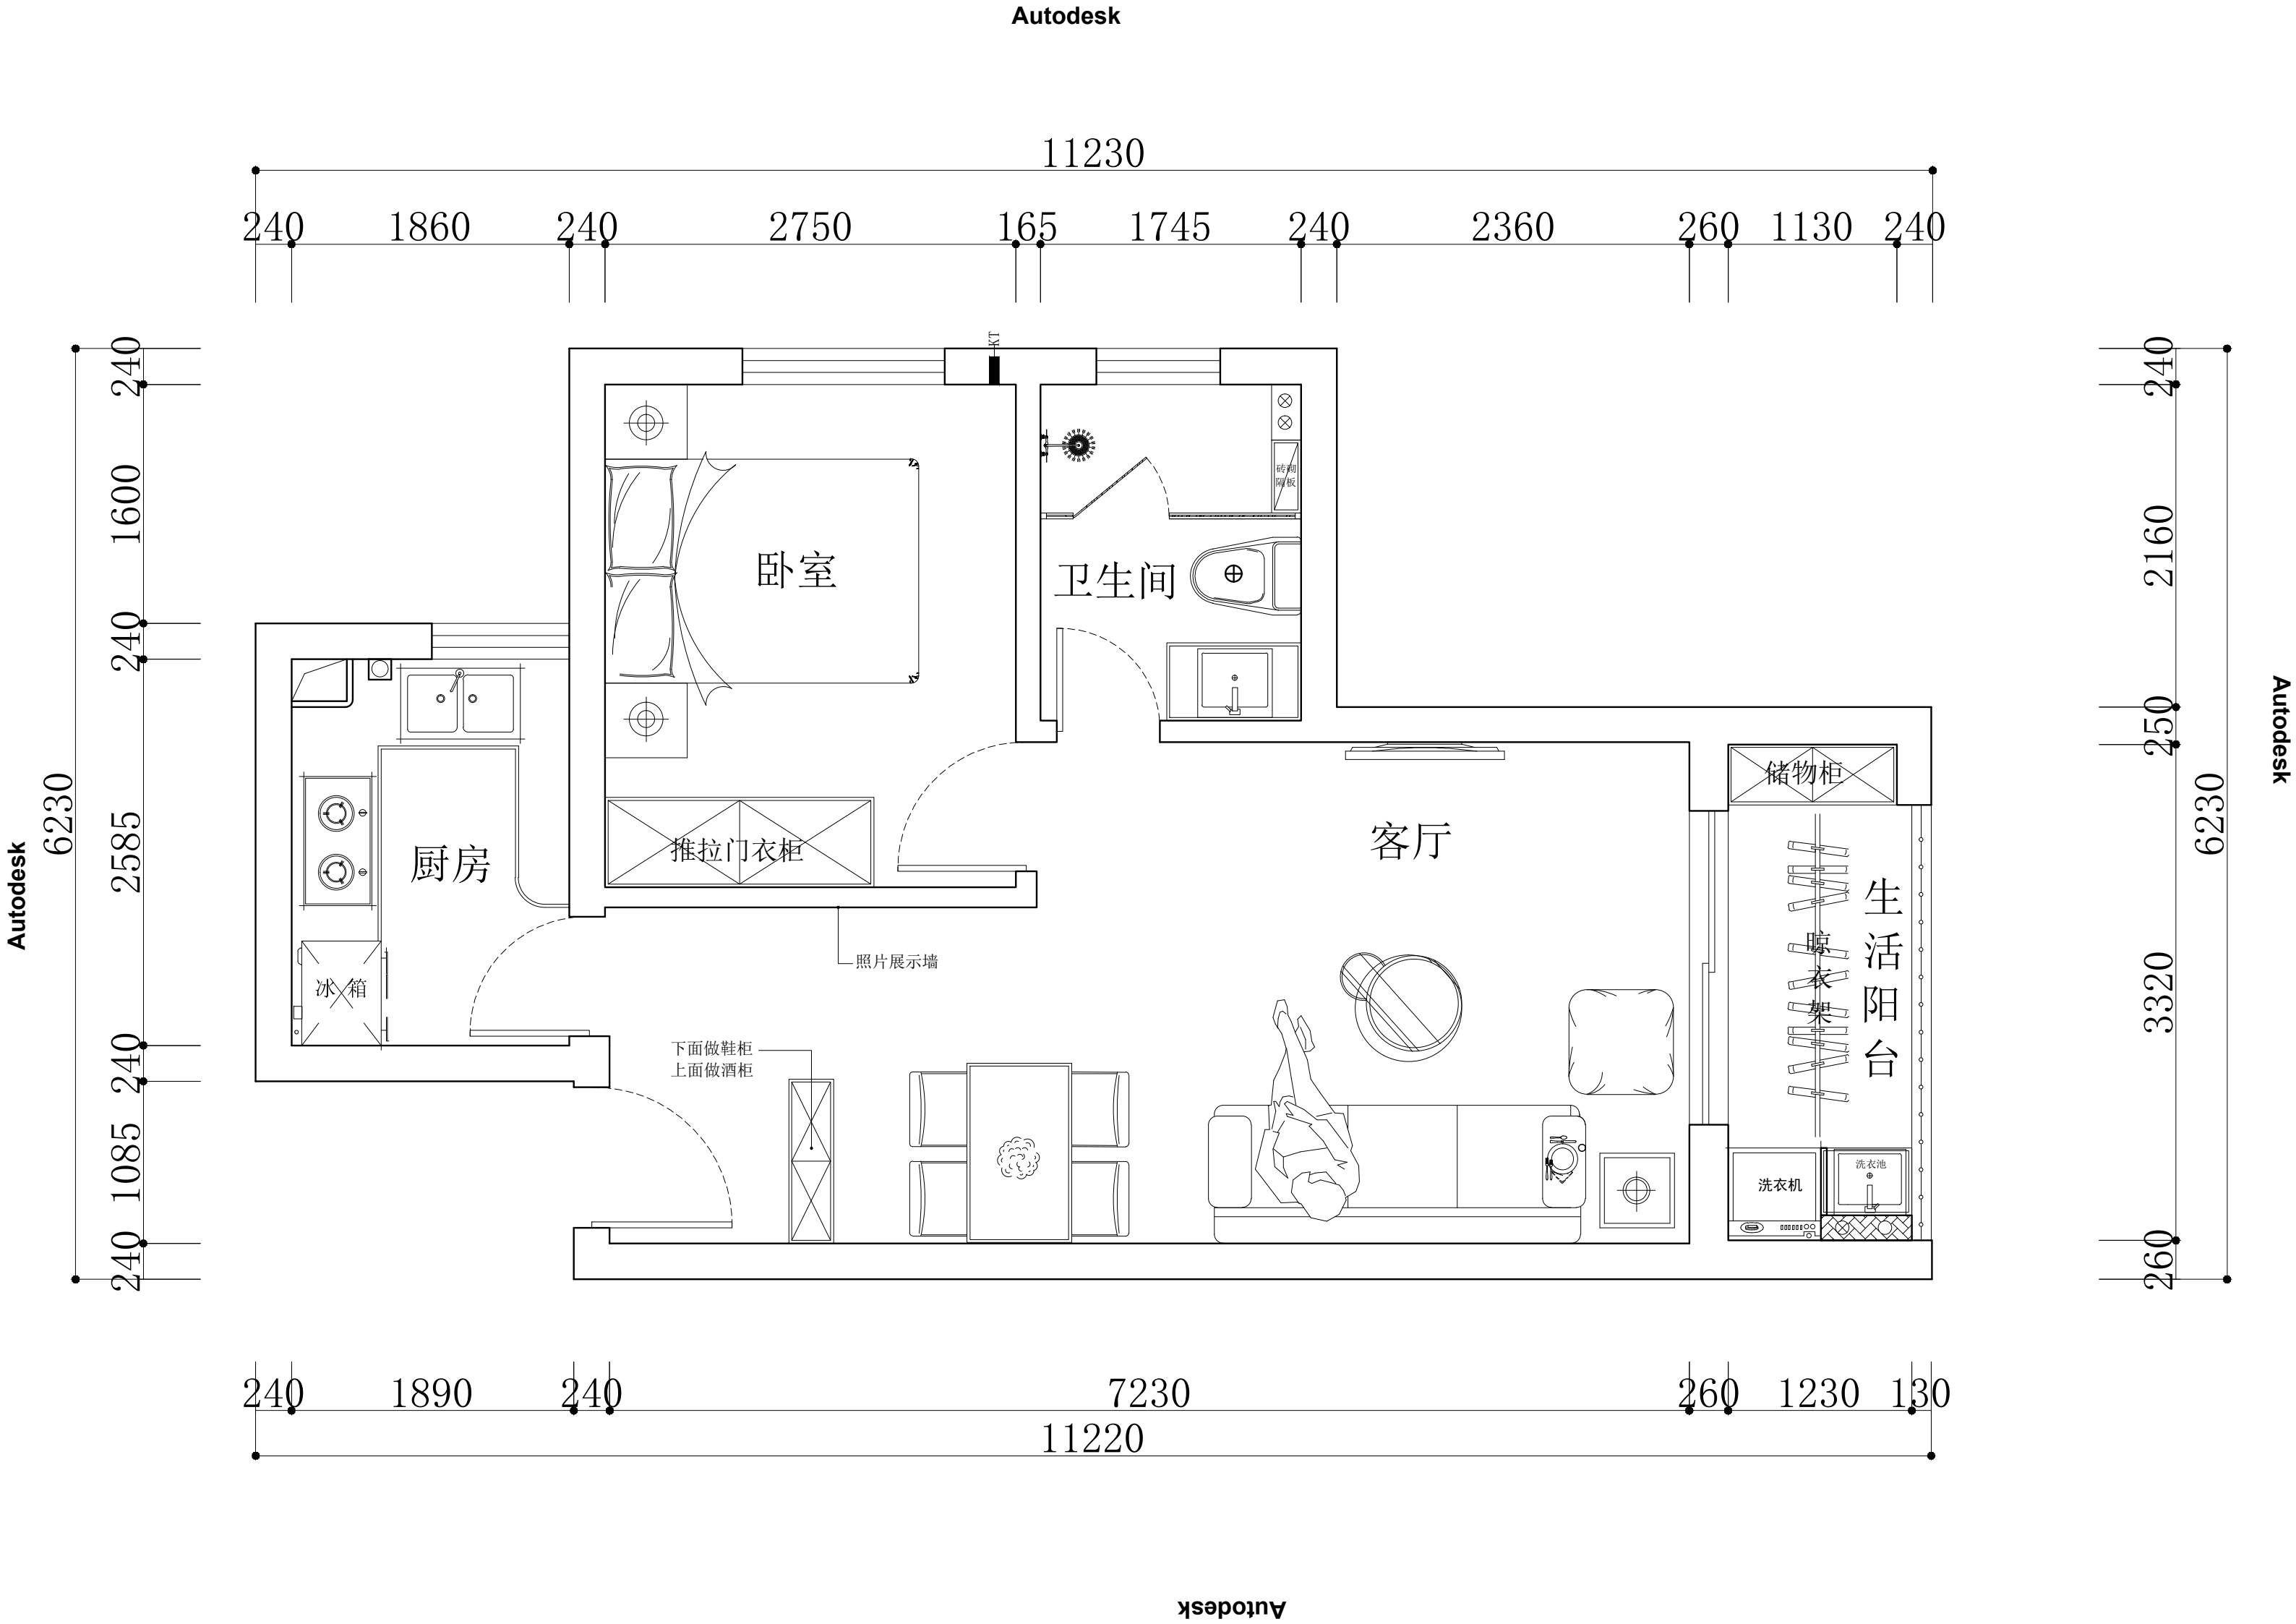 Autodesk
11230
240 1860 240 2750 165 1745 240 2360 260 1130 240
6230
240
1600
240
2585
240
1085
240
240
2160
250
3320
260
6230
KT
砖砌
隔板
卧室
卫生间
推拉门衣柜
厨房
冰箱
照片展示墙
下面做鞋柜
上面做酒柜
客厅
储物柜
晾衣架
生活阳台
洗衣机
洗衣池
240 1890 240 7230 260 1230 130
11220
Autodesk
Autodesk
Autodesk